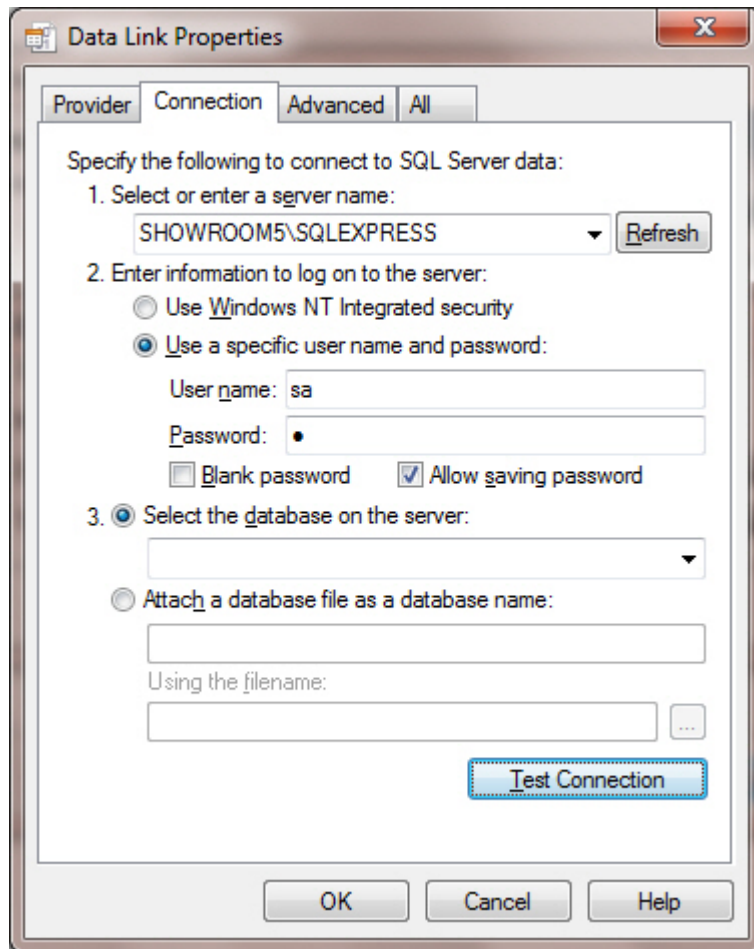 Data Link Properties
Provider Connection Advanced All
Specify the following to connect to SQL Server data:
1. Select or enter a server name:
SHOWROOM5\SQLEXPRESS Refresh
2. Enter information to log on to the server:
Use Windows NT Integrated security
Use a specific user name and password:
User name: sa
Password: ●
Blank password Allow saving password
3. Select the database on the server:
Attach a database file as a database name:
Using the filename:
...
Test Connection
OK Cancel Help